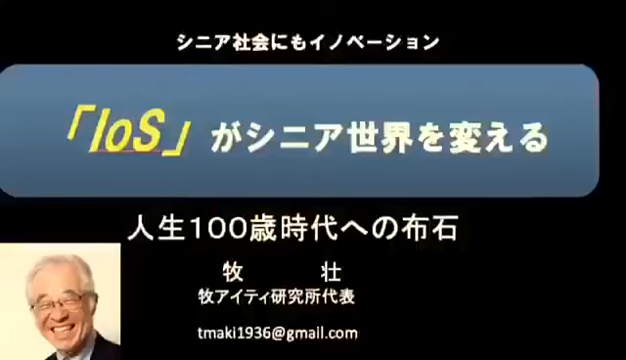 シニア社会にもイノベーション
「IoS」がシニア世界を変える
人生100歳時代への布石
牧　壮
牧アイティ研究所代表
tmaki1936@gmail.com